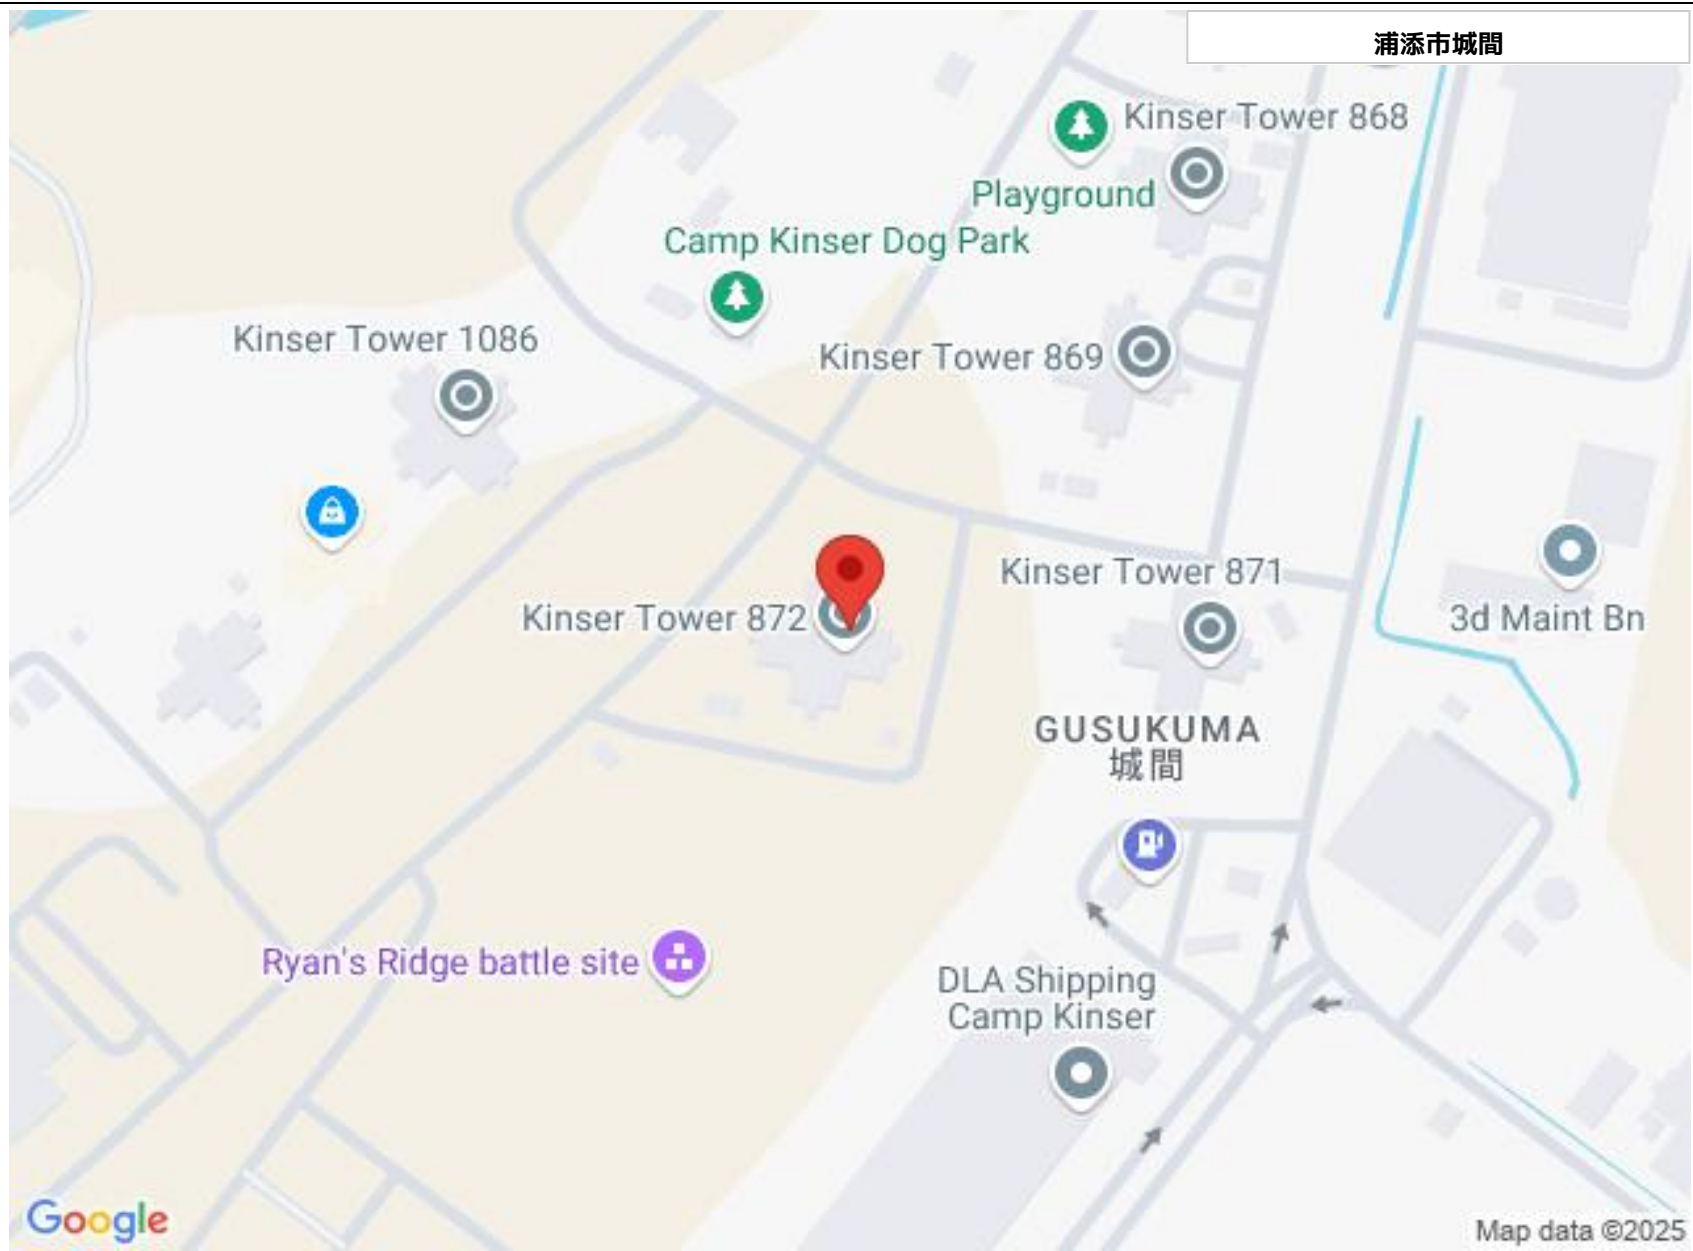 浦添市城間
Kinser Tower 868
Playground
Camp Kinser Dog Park
Kinser Tower 1086
Kinser Tower 869
Kinser Tower 871
Kinser Tower 872
3d Maint Bn
GUSUKUMA
城間
Ryan's Ridge battle site
DLA Shipping
Camp Kinser
Google
Map data ©2025